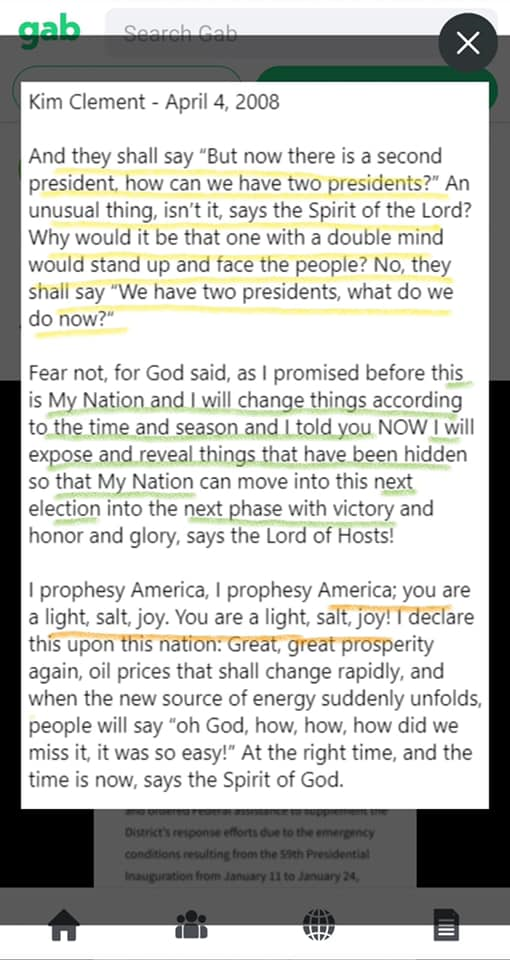 gab
Search Gab
Kim Clement - April 4, 2008
And they shall say “But now there is a second
president, how can we have two presidents?” An
unusual thing, isn’t it, says the Spirit of the Lord?
Why would it be that one with a double mind
would stand up and face the people? No, they
shall say “We have two presidents, what do we
do now?“
Fear not, for God said, as I promised before this
is My Nation and I will change things according
to the time and season and I told you NOW I will
expose and reveal things that have been hidden
so that My Nation can move into this next
election into the next phase with victory and
honor and glory, says the Lord of Hosts!
I prophesy America, I prophesy America; you are
a light, salt, joy. You are a light, salt, joy! I declare
this upon this nation: Great, great prosperity
again, oil prices that shall change rapidly, and
when the new source of energy suddenly unfolds,
people will say “oh God, how, how, how did we
miss it, it was so easy!” At the right time, and the
time is now, says the Spirit of God.
and ordered Federal assistance to supplement the
District's response efforts due to the emergency
conditions resulting from the 59th Presidential
Inauguration from January 11 to January 24,